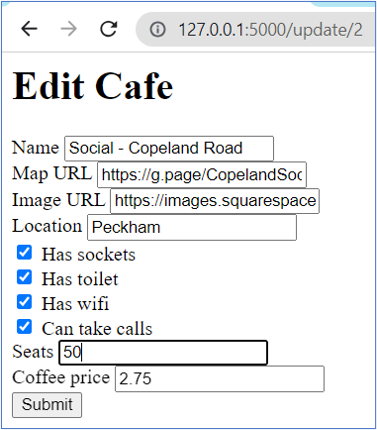 127.0.0.1:5000/update/2
Edit Cafe
Name Social - Copeland Road
Map URL https://g.page/CopelandSoc
Image URL https://images.squarespace
Location Peckham
Has sockets
Has toilet
Has wifi
Can take calls
Seats 50
Coffee price 2.75
Submit